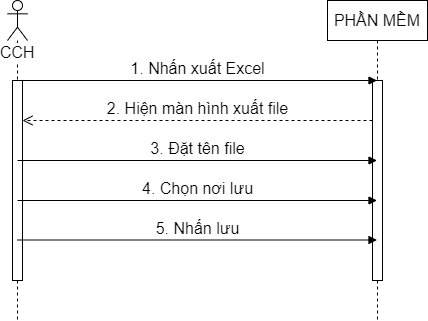 CCH
PHẦN MỀM
1. Nhấn xuất Excel
2. Hiện màn hình xuất file
3. Đặt tên file
4. Chọn nơi lưu
5. Nhấn lưu